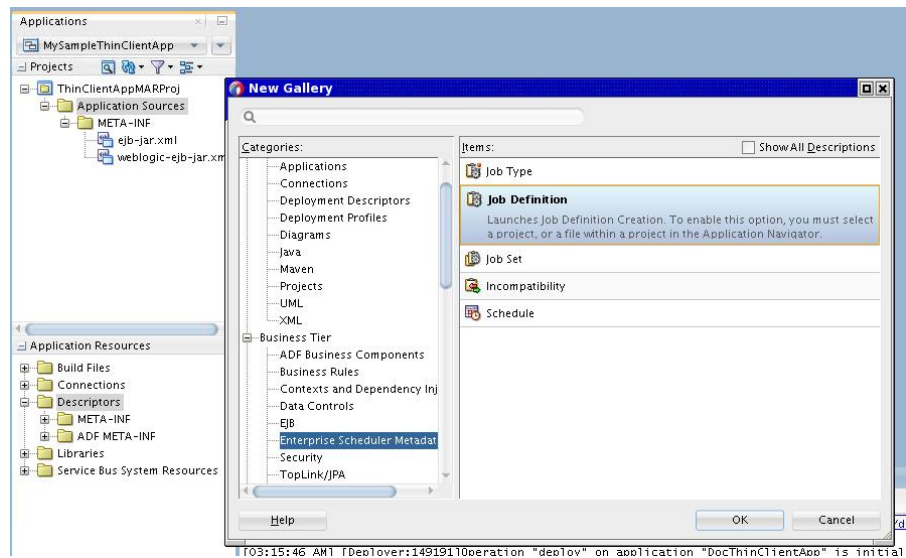 Applications
MySampleThinClientApp
Projects
ThinClientAppMARProj
Application Sources
META-INF
ejb-jar.xml
weblogic-ejb-jar.xm
Application Resources
Build Files
Connections
Descriptors
META-INF
ADF META-INF
Libraries
Service Bus System Resources
New Gallery
Categories:
Applications
Connections
Deployment Descriptors
Deployment Profiles
Diagrams
Java
Maven
Projects
UML
XML
Business Tier
ADF Business Components
Business Rules
Contexts and Dependency Inj
Data Controls
EJB
Enterprise Scheduler Metadat
Security
TopLink/JPA
Items:
Show All Descriptions
Job Type
Job Definition
Launches Job Definition Creation. To enable this option, you must select
a project, or a file within a project in the Application Navigator.
Job Set
Incompatibility
Schedule
Help
OK
Cancel
/d
[03:15:46 AM] [Deployer:149191]Operation "deploy" on application "DocThinClientApp" is initial